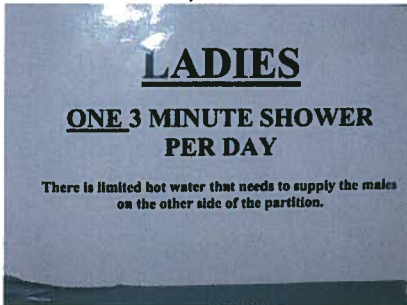 LADIES
ONE 3 MINUTE SHOWER
PER DAY
There is limited hot water that needs to supply the males
on the other side of the partition.